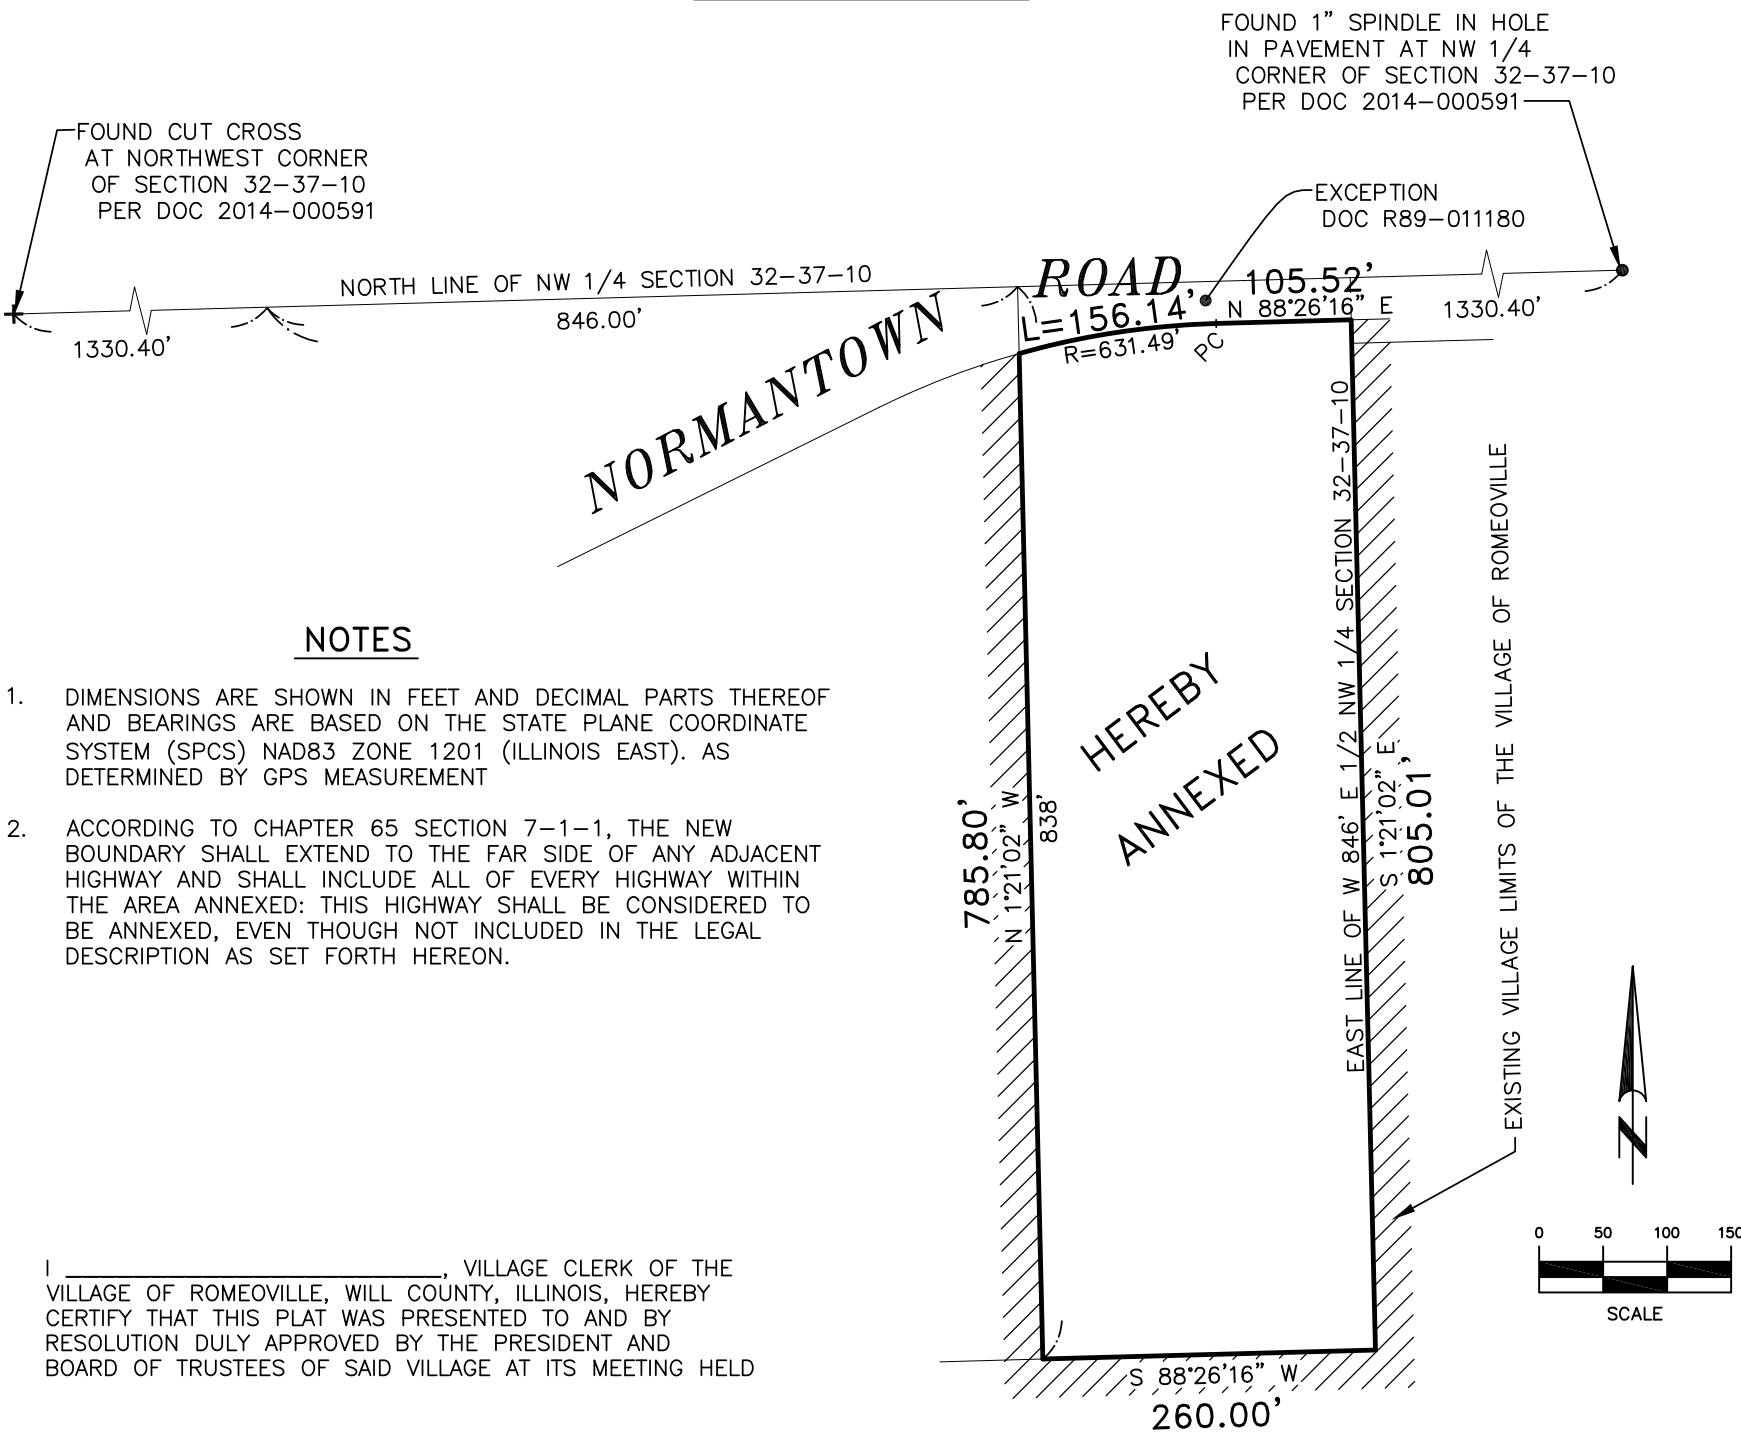 FOUND 1" SPINDLE IN HOLE
IN PAVEMENT AT NW 1/4
CORNER OF SECTION 32-37-10
PER DOC 2014-000591
FOUND CUT CROSS
AT NORTHWEST CORNER
OF SECTION 32-37-10
PER DOC 2014-000591
EXCEPTION
DOC R89-011180
NORTH LINE OF NW 1/4 SECTION 32-37-10
1330.40'
846.00'
NORMANTOWN ROAD
105.52'
N 88°26'16" E
1330.40'
L=156.14'
R=631.49'
PC
EAST LINE OF W 846' E 1/2 NW 1/4 SECTION 32-37-10
S 1°21'02" E
805.01'
EXISTING VILLAGE LIMITS OF THE VILLAGE OF ROMEOVILLE
HEREBY
ANNEXED
785.80'
N 1°21'02" W
838'
NOTES
1. DIMENSIONS ARE SHOWN IN FEET AND DECIMAL PARTS THEREOF
AND BEARINGS ARE BASED ON THE STATE PLANE COORDINATE
SYSTEM (SPCS) NAD83 ZONE 1201 (ILLINOIS EAST). AS
DETERMINED BY GPS MEASUREMENT
2. ACCORDING TO CHAPTER 65 SECTION 7-1-1, THE NEW
BOUNDARY SHALL EXTEND TO THE FAR SIDE OF ANY ADJACENT
HIGHWAY AND SHALL INCLUDE ALL OF EVERY HIGHWAY WITHIN
THE AREA ANNEXED: THIS HIGHWAY SHALL BE CONSIDERED TO
BE ANNEXED, EVEN THOUGH NOT INCLUDED IN THE LEGAL
DESCRIPTION AS SET FORTH HEREON.
N
0 50 100 150
SCALE
I ____________________________, VILLAGE CLERK OF THE
VILLAGE OF ROMEOVILLE, WILL COUNTY, ILLINOIS, HEREBY
CERTIFY THAT THIS PLAT WAS PRESENTED TO AND BY
RESOLUTION DULY APPROVED BY THE PRESIDENT AND
BOARD OF TRUSTEES OF SAID VILLAGE AT ITS MEETING HELD
S 88°26'16" W
260.00'